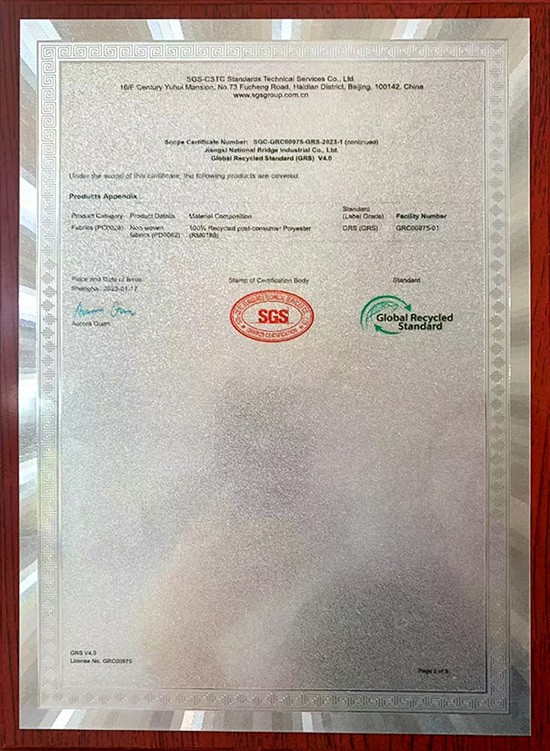 SGS-CSTC Standards Technical Services Co., Ltd.
16/F Century Yuhui Mansion, No.73 Fucheng Road, Haidian District, Beijing, 100142, China
www.sgsgroup.com.cn
Scope Certificate Number: SGC-GRC00975-GRS-2023-1 (continued)
Jiangxi National Bridge Industrial Co., Ltd.
Global Recycled Standard (GRS) V4.0
Under the scope of this certificate, the following products are covered.
Products Appendix
Product Category Product Details Material Composition Standard (Label Grade) Facility Number
Fabrics (PC0028) Non woven fabrics (PD0062) 100% Recycled post-consumer Polyester (RM0189) GRS (GRS) GRC00975-01
Place and Date of Issue
Shanghai, 2023-01-17
Aurora Guan
Stamp of Certification Body
SGS
Standard
Global Recycled
Standard
GRS V4.0
License No. GRC00975
Page 2 of 3